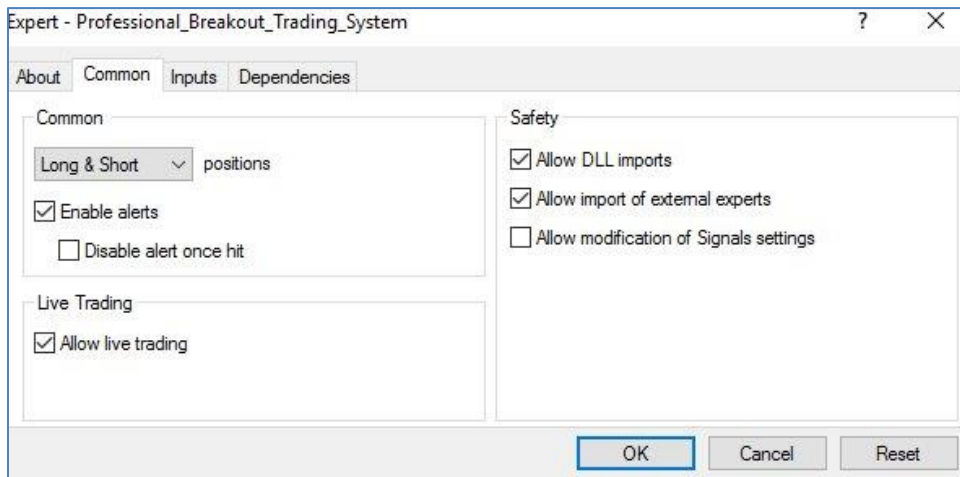 Expert - Professional_Breakout_Trading_System ?
About Common Inputs Dependencies
Common
Long & Short positions
Enable alerts
Disable alert once hit
Live Trading
Allow live trading
Safety
Allow DLL imports
Allow import of external experts
Allow modification of Signals settings
OK Cancel Reset